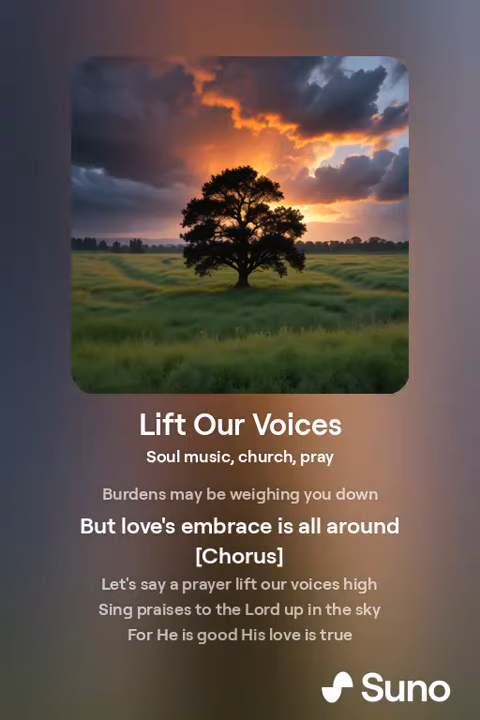 Lift Our Voices
Soul music, church, pray
Burdens may be weighing you down
But love's embrace is all around
[Chorus]
Let's say a prayer lift our voices high
Sing praises to the Lord up in the sky
For He is good His love is true
Suno